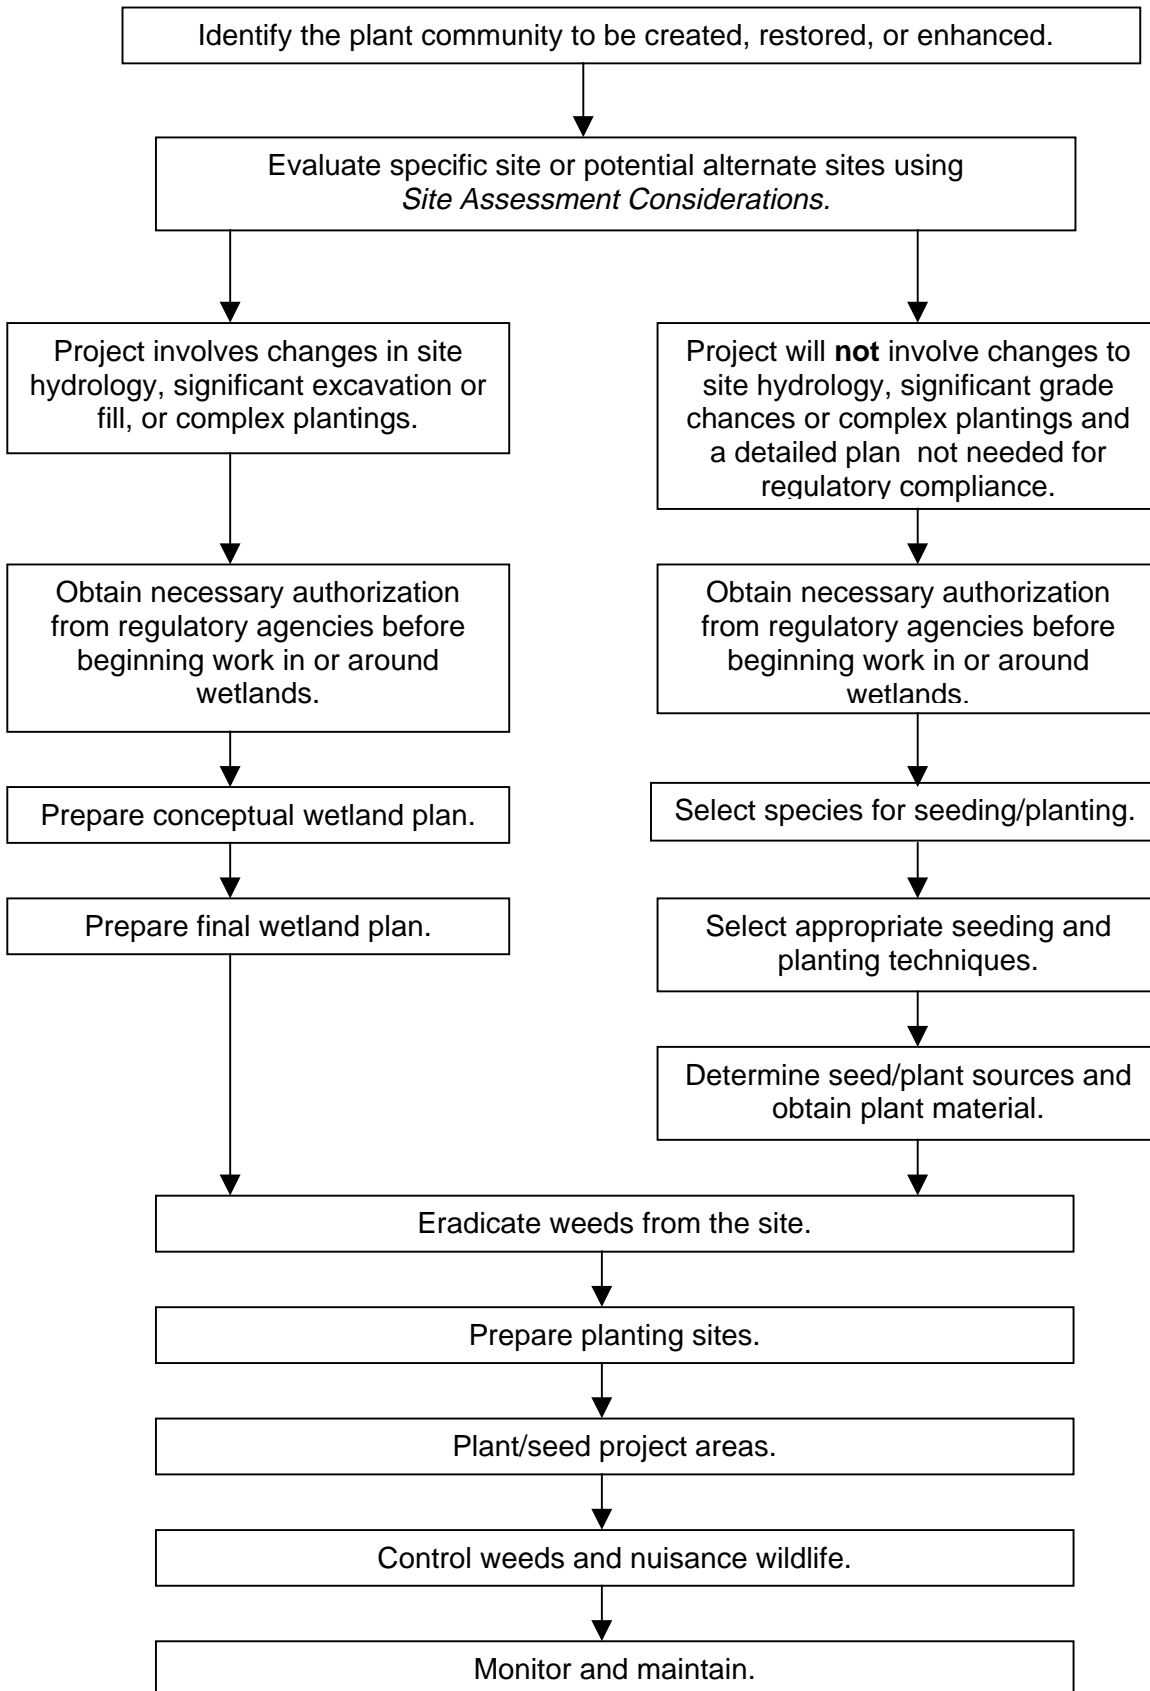 Identify the plant community to be created, restored, or enhanced.
Evaluate specific site or potential alternate sites using
Site Assessment Considerations.
Project involves changes in site
hydrology, significant excavation or
fill, or complex plantings.
Project will not involve changes to
site hydrology, significant grade
chances or complex plantings and
a detailed plan not needed for
regulatory compliance.
Obtain necessary authorization
from regulatory agencies before
beginning work in or around
wetlands.
Obtain necessary authorization
from regulatory agencies before
beginning work in or around
wetlands.
Prepare conceptual wetland plan.
Select species for seeding/planting.
Prepare final wetland plan.
Select appropriate seeding and
planting techniques.
Determine seed/plant sources and
obtain plant material.
Eradicate weeds from the site.
Prepare planting sites.
Plant/seed project areas.
Control weeds and nuisance wildlife.
Monitor and maintain.